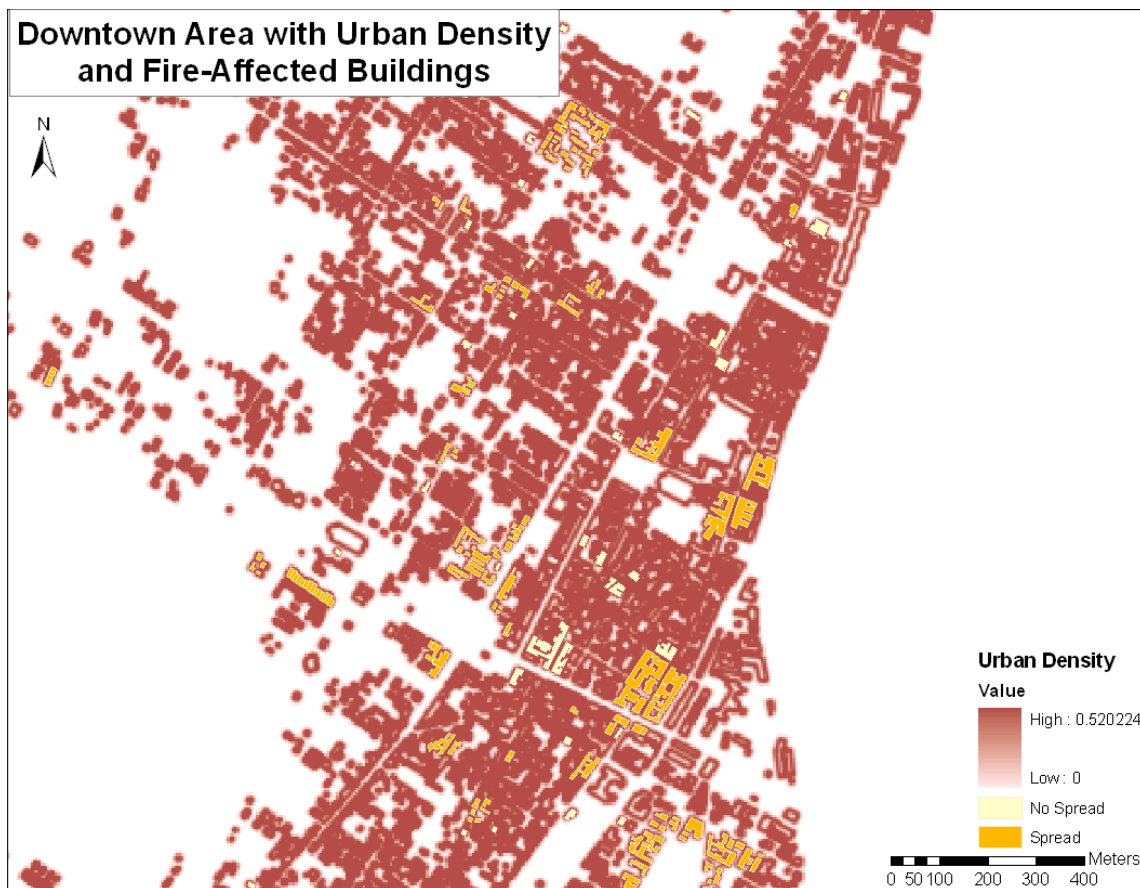 Downtown Area with Urban Density
and Fire-Affected Buildings
N
Urban Density
Value
High : 0.520224
Low : 0
No Spread
Spread
Meters
0 50 100 200 300 400